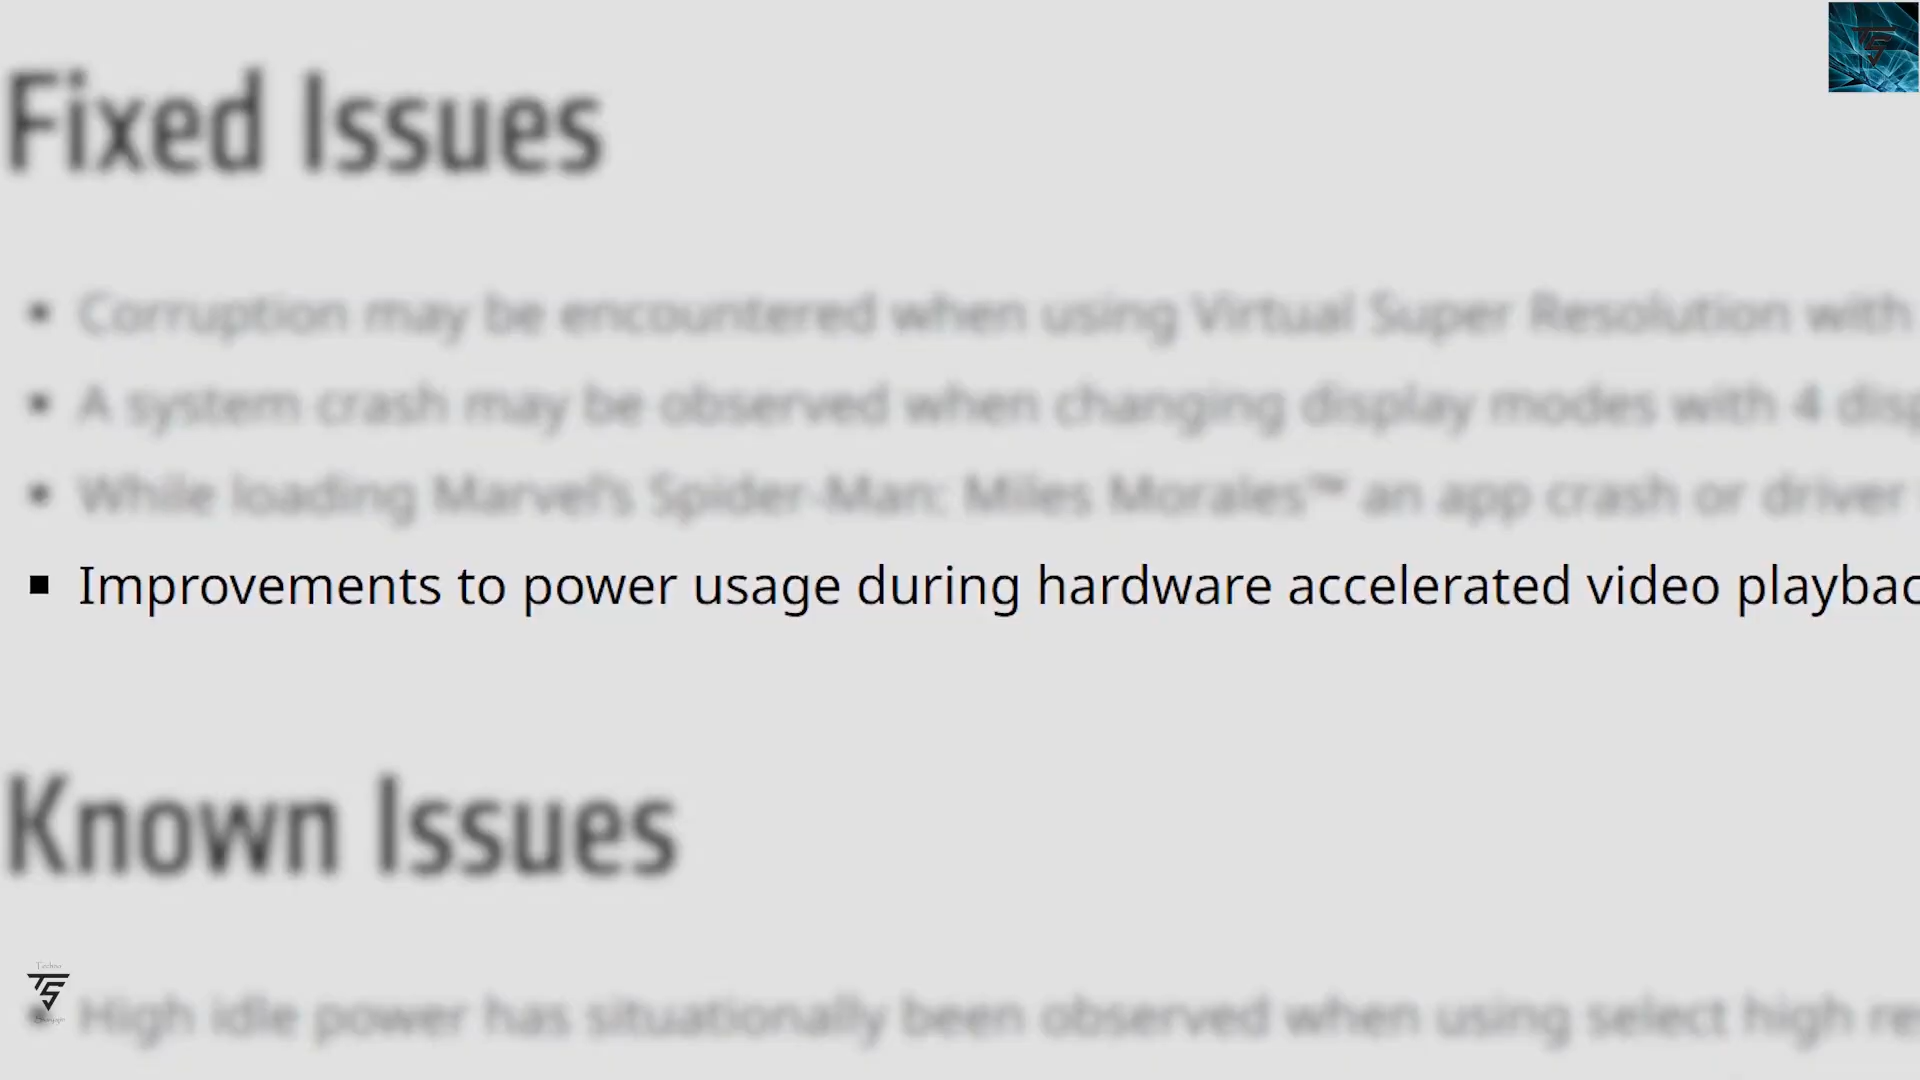 Fixed Issues
Corruption may be encountered when using Virtual Super Resolution with
A system crash may be observed when changing display modes with 4 disp
While loading Marvel's Spider-Man: Miles Morales™ an app crash or driver
Improvements to power usage during hardware accelerated video playbac
Known Issues
Techno
TS
High idle power has situationally been observed when using select high re